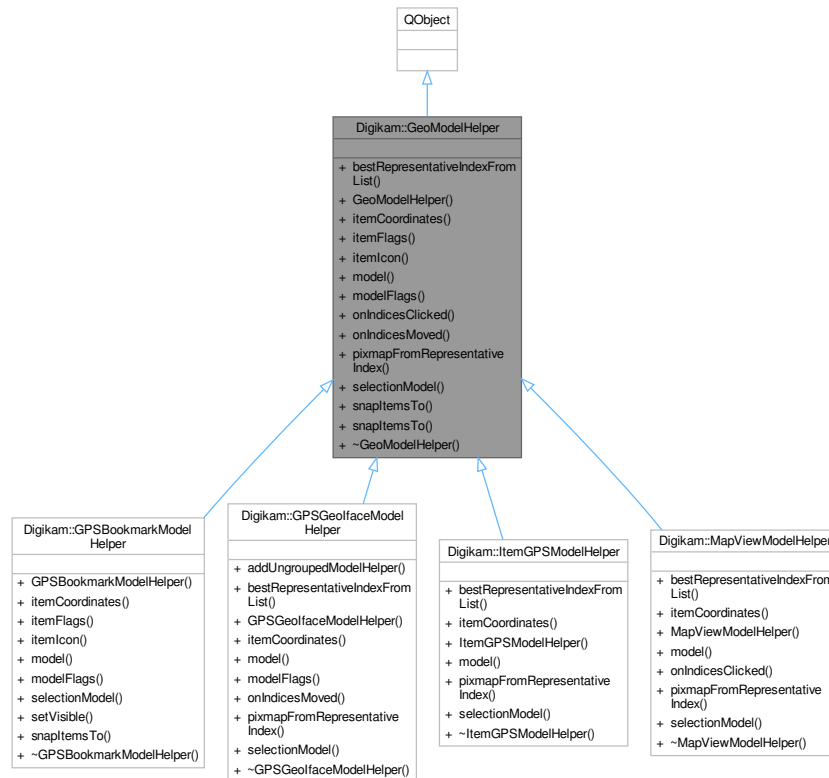 QObject
Digikam::GeoModelHelper
+ bestRepresentativeIndexFrom
List()
+ GeoModelHelper()
+ itemCoordinates()
+ itemFlags()
+ itemIcon()
+ model()
+ modelFlags()
+ onIndicesClicked()
+ onIndicesMoved()
+ pixmapFromRepresentative
Index()
+ selectionModel()
+ snapItemsTo()
+ snapItemsTo()
+ ~GeoModelHelper()
Digikam::GPSBookmarkModel
Helper
+ GPSBookmarkModelHelper()
+ itemCoordinates()
+ itemFlags()
+ itemIcon()
+ model()
+ modelFlags()
+ selectionModel()
+ setVisible()
+ snapItemsTo()
+ ~GPSBookmarkModelHelper()
Digikam::GPSGeoIfaceModel
Helper
+ addUngroupedModelHelper()
+ bestRepresentativeIndexFrom
List()
+ GPSGeoIfaceModelHelper()
+ itemCoordinates()
+ model()
+ modelFlags()
+ onIndicesMoved()
+ pixmapFromRepresentative
Index()
+ selectionModel()
+ ~GPSGeoIfaceModelHelper()
Digikam::ItemGPSModelHelper
+ bestRepresentativeIndexFrom
List()
+ itemCoordinates()
+ ItemGPSModelHelper()
+ model()
+ pixmapFromRepresentative
Index()
+ selectionModel()
+ ~ItemGPSModelHelper()
Digikam::MapViewModelHelper
+ bestRepresentativeIndexFrom
List()
+ itemCoordinates()
+ MapViewModelHelper()
+ model()
+ onIndicesClicked()
+ pixmapFromRepresentative
Index()
+ selectionModel()
+ ~MapViewModelHelper()